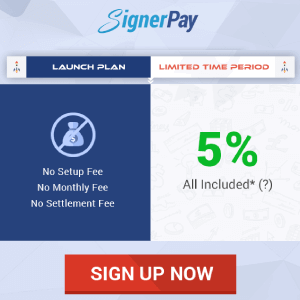 SignerPay
LAUNCH PLAN
LIMITED TIME PERIOD
No Setup Fee
No Monthly Fee
No Settlement Fee
5%
All Included* (?)
SIGN UP NOW